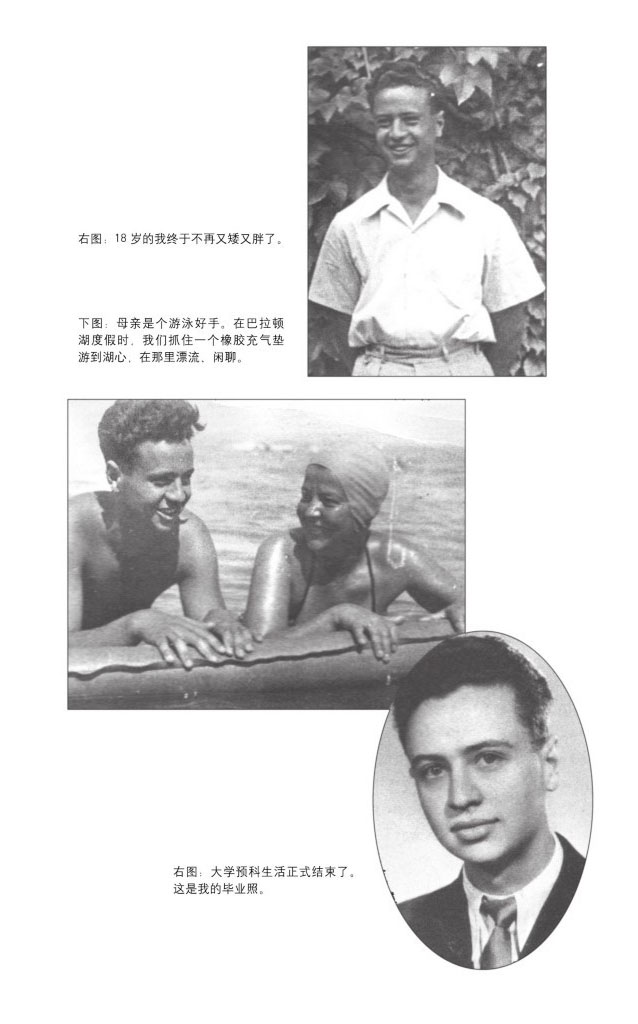 右图：18 岁的我终于不再又矮又胖了。
下图：母亲是个游泳好手。在巴拉顿
湖度假时，我们抓住一个橡胶充气垫
游到湖心，在那里漂流、闲聊。
右图：大学预科生活正式结束了。
这是我的毕业照。